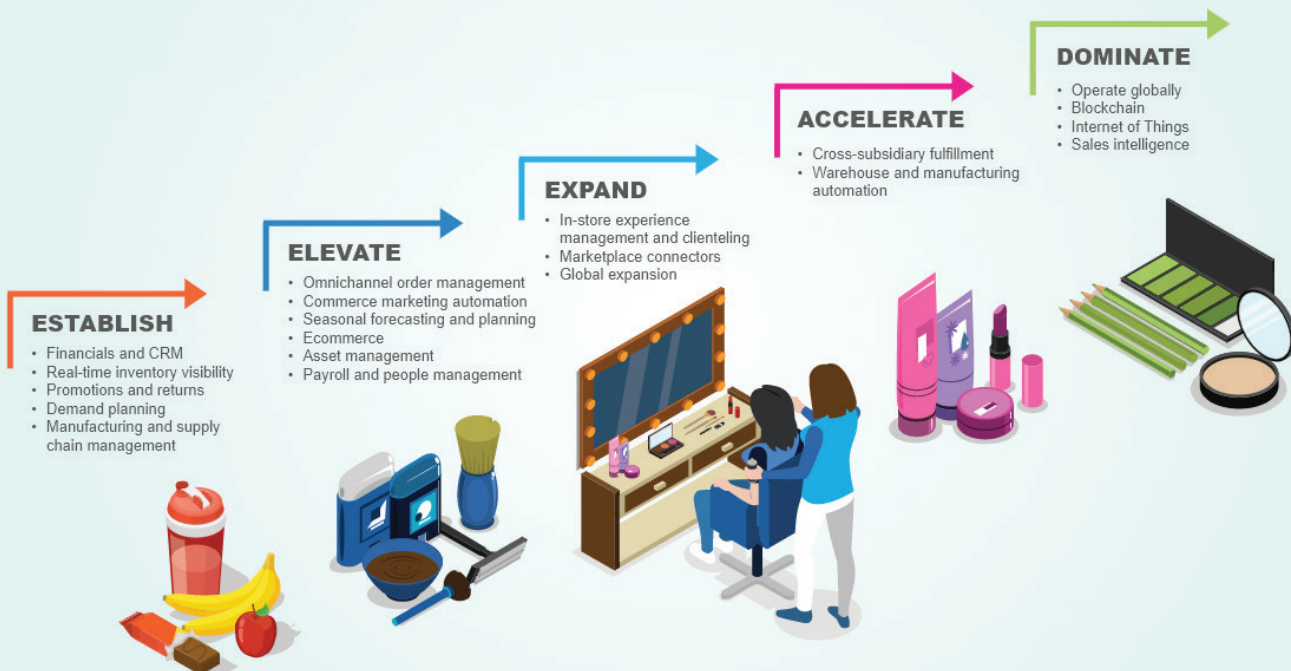 ESTABLISH
• Financials and CRM
• Real-time inventory visibility
• Promotions and returns
• Demand planning
• Manufacturing and supply
chain management
ELEVATE
• Omnichannel order management
• Commerce marketing automation
• Seasonal forecasting and planning
• Ecommerce
• Asset management
• Payroll and people management
EXPAND
• In-store experience
management and clienteling
• Marketplace connectors
• Global expansion
ACCELERATE
• Cross-subsidiary fulfillment
• Warehouse and manufacturing
automation
DOMINATE
• Operate globally
• Blockchain
• Internet of Things
• Sales intelligence